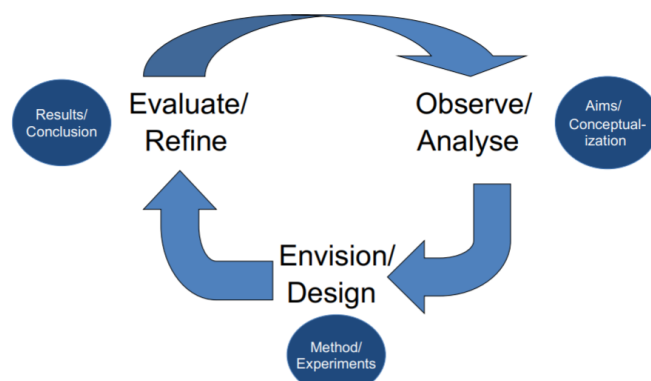 Results/
Conclusion
Evaluate/
Refine
Observe/
Analyse
Aims/
Conceptual-
ization
Envision/
Design
Method/
Experiments